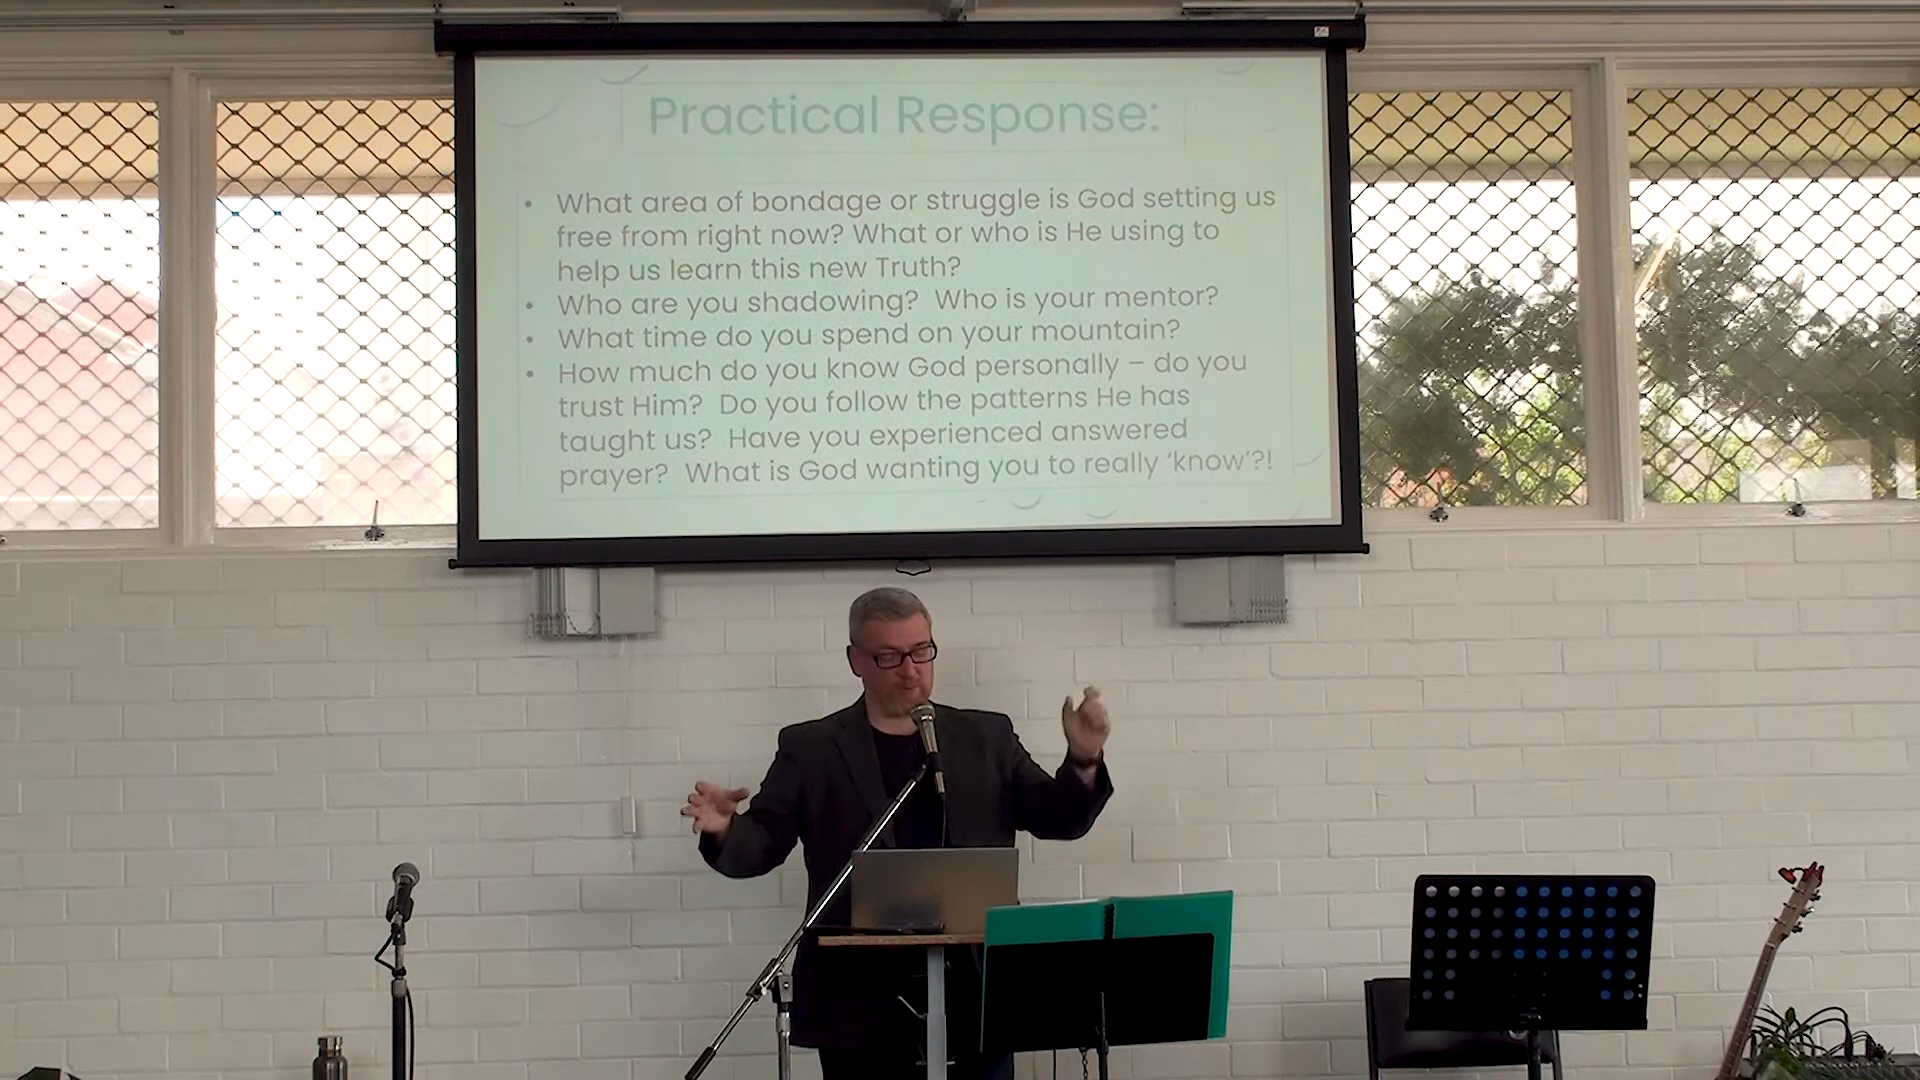 Practical Response:
• What area of bondage or struggle is God setting us
free from right now? What or who is He using to
help us learn this new Truth?
• Who are you shadowing?  Who is your mentor?
• What time do you spend on your mountain?
• How much do you know God personally – do you
trust Him?  Do you follow the patterns He has
taught us?  Have you experienced answered
prayer?  What is God wanting you to really ‘know’?!